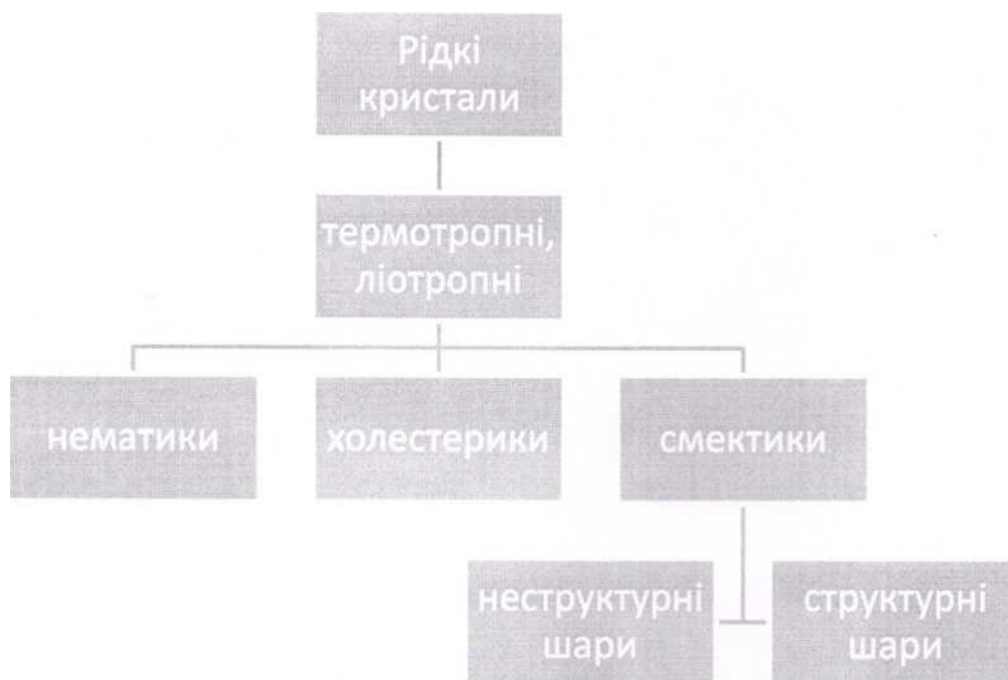 Рідкі
кристали
термотропні,
ліотропні
нематики
холестерики
смектики
неструктурні
шари
структурні
шари